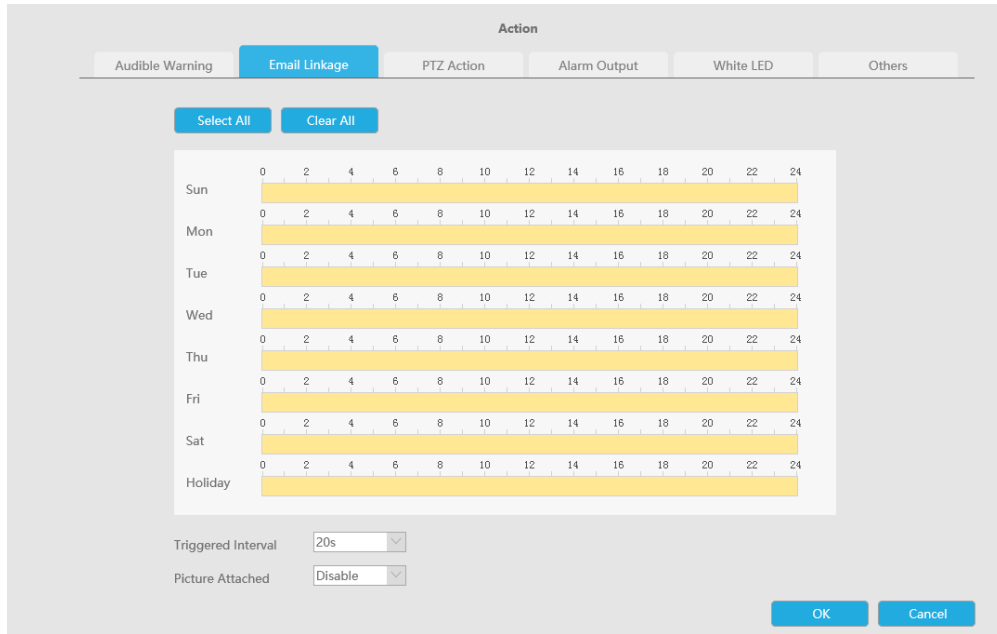 Action
Audible Warning Email Linkage PTZ Action Alarm Output White LED Others
Select All Clear All
0 2 4 6 8 10 12 14 16 18 20 22 24
Sun
0 2 4 6 8 10 12 14 16 18 20 22 24
Mon
0 2 4 6 8 10 12 14 16 18 20 22 24
Tue
0 2 4 6 8 10 12 14 16 18 20 22 24
Wed
0 2 4 6 8 10 12 14 16 18 20 22 24
Thu
0 2 4 6 8 10 12 14 16 18 20 22 24
Fri
0 2 4 6 8 10 12 14 16 18 20 22 24
Sat
0 2 4 6 8 10 12 14 16 18 20 22 24
Holiday
Triggered Interval 20s
Picture Attached Disable
OK Cancel